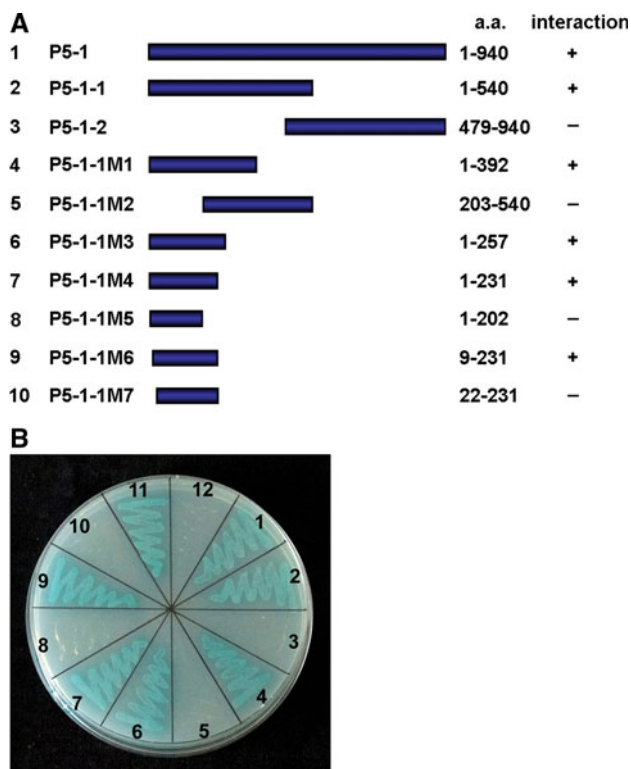 A
a.a. interaction
1 P5-1 1-940 +
2 P5-1-1 1-540 +
3 P5-1-2 479-940 –
4 P5-1-1M1 1-392 +
5 P5-1-1M2 203-540 –
6 P5-1-1M3 1-257 +
7 P5-1-1M4 1-231 +
8 P5-1-1M5 1-202 –
9 P5-1-1M6 9-231 +
10 P5-1-1M7 22-231 –
B
11 12
10 1
9 2
8 3
7 4
6 5